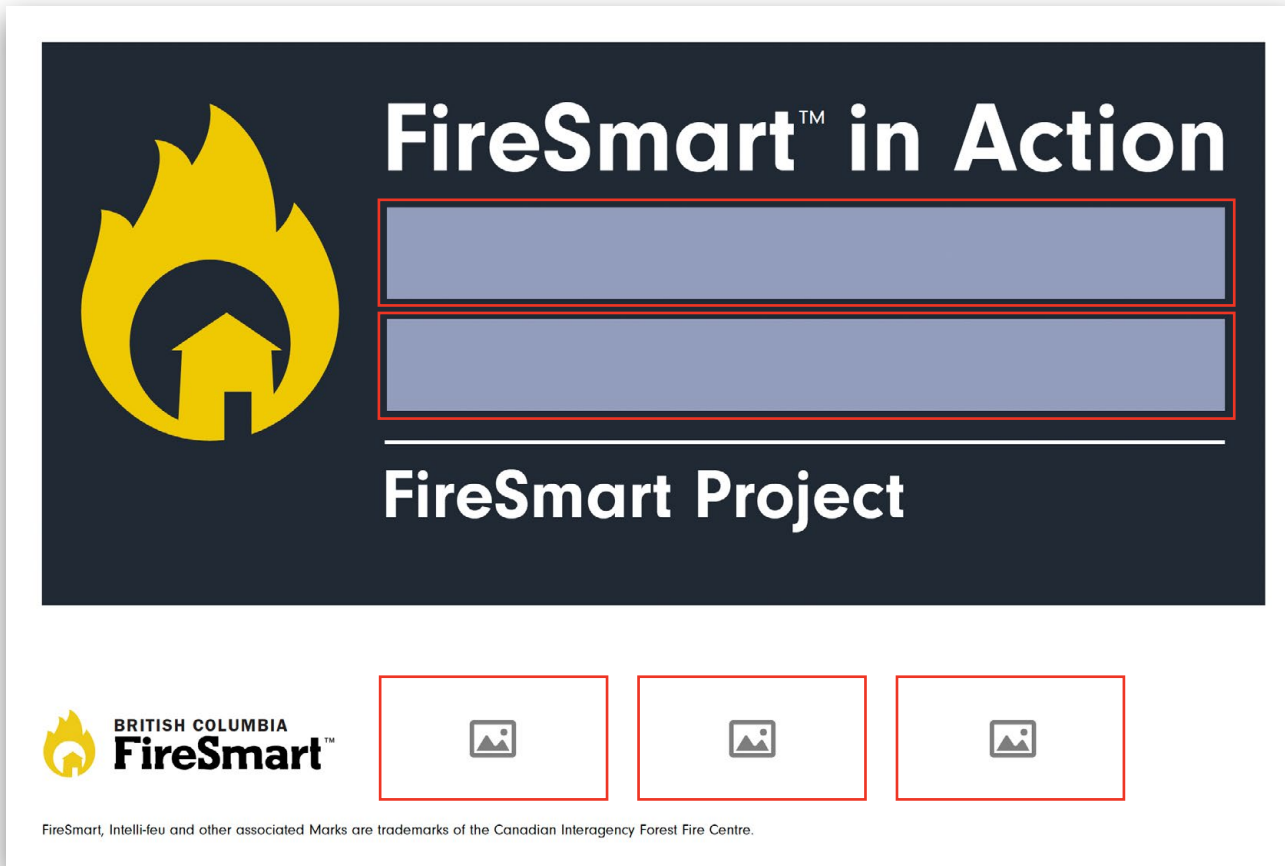 FireSmart™ in Action
FireSmart Project
BRITISH COLUMBIA
FireSmart™
FireSmart, Intelli-feu and other associated Marks are trademarks of the Canadian Interagency Forest Fire Centre.